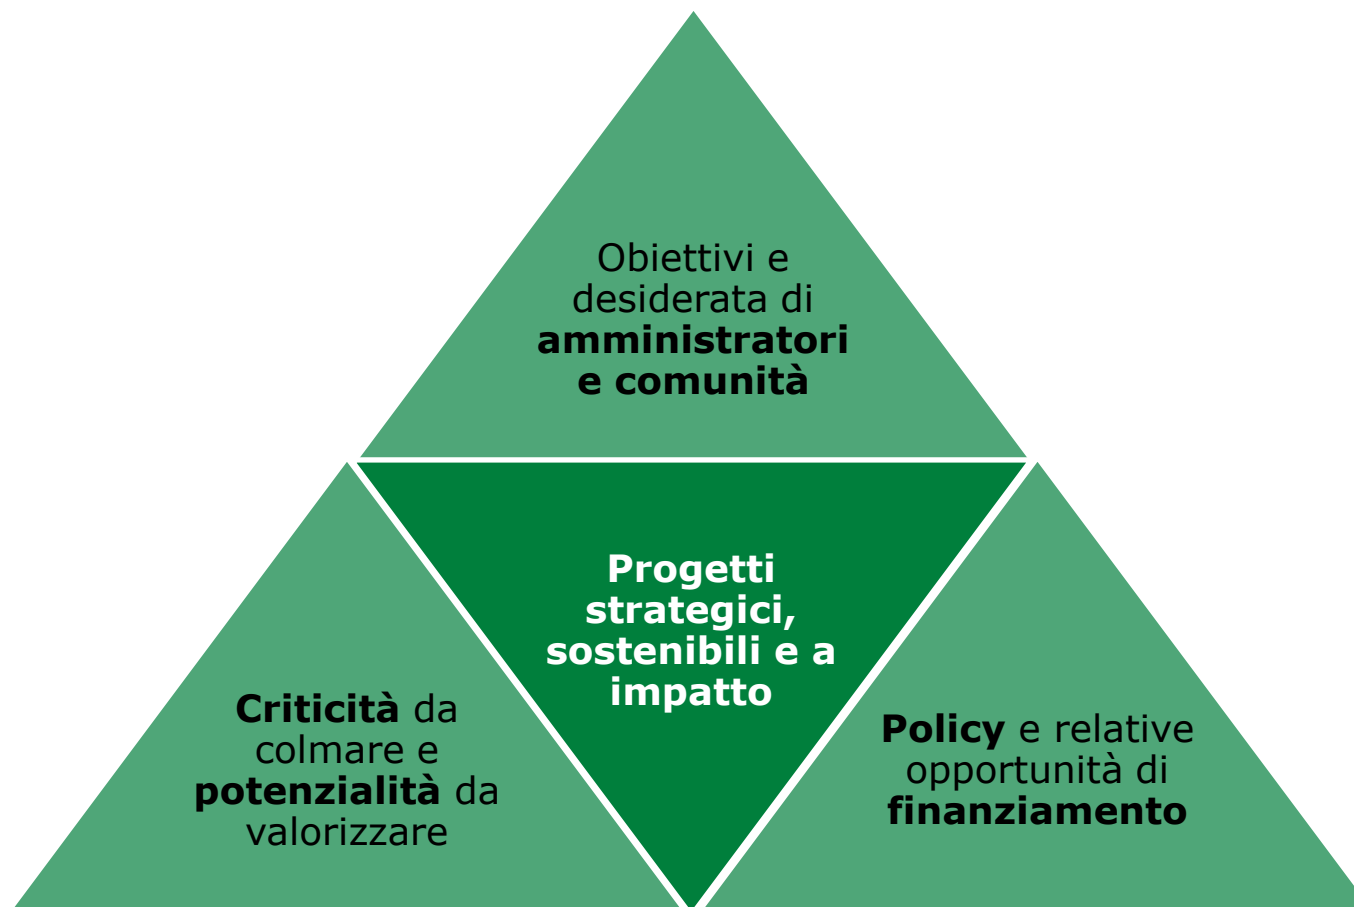 Obiettivi e
desiderata di
amministratori
e comunità
Progetti
strategici,
sostenibili e a
impatto
Criticità da
colmare e
potenzialità da
valorizzare
Policy e relative
opportunità di
finanziamento